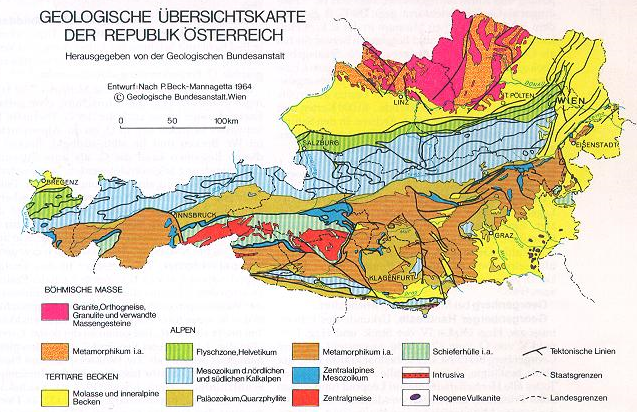 GEOLOGISCHE ÜBERSICHTSKARTE
DER REPUBLIK ÖSTERREICH
Herausgegeben von der Geologischen Bundesanstalt
Entwurf: Nach P. Beck-Mannagetta 1964
© Geologische Bundesanstalt, Wien
0 50 100km
LINZ
ST. PÖLTEN
WIEN
SALZBURG
EISENSTADT
BREGENZ
INNSBRUCK
GRAZ
KLAGENFURT
BÖHMISCHE MASSE
Granite, Orthogneise,
Granulite und verwandte
Massengesteine
Metamorphikum i.a.
TERTIÄRE BECKEN
Molasse und inneralpine
Becken
ALPEN
Flyschzone, Helvetikum
Mesozoikum d. nördlichen
und südlichen Kalkalpen
Paläozoikum, Quarzphyllite
Metamorphikum i.a.
Zentralalpines
Mesozoikum
Zentralgneise
Schieferhülle i.a.
Intrusiva
Neogene Vulkanite
Tektonische Linien
Staatsgrenzen
Landesgrenzen